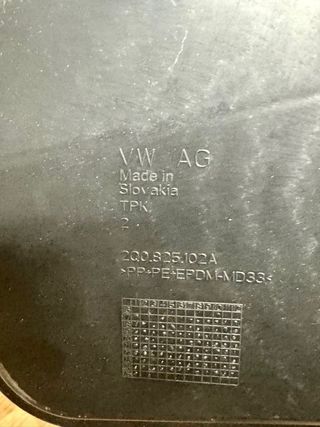 VW AG
Made in
Slovakia
TPK
2
2Q0.825.102A
>PP+PE+EPDM-MD33<